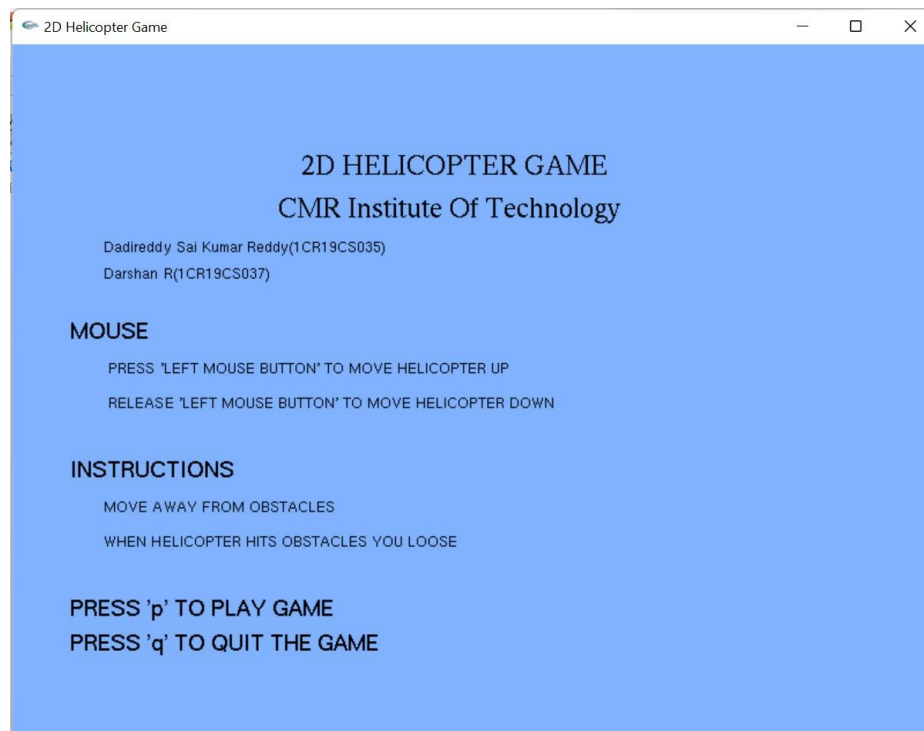 2D Helicopter Game
2D HELICOPTER GAME
CMR Institute Of Technology
Dadireddy Sai Kumar Reddy(1CR19CS035)
Darshan R(1CR19CS037)
MOUSE
PRESS 'LEFT MOUSE BUTTON' TO MOVE HELICOPTER UP
RELEASE 'LEFT MOUSE BUTTON' TO MOVE HELICOPTER DOWN
INSTRUCTIONS
MOVE AWAY FROM OBSTACLES
WHEN HELICOPTER HITS OBSTACLES YOU LOOSE
PRESS 'p' TO PLAY GAME
PRESS 'q' TO QUIT THE GAME